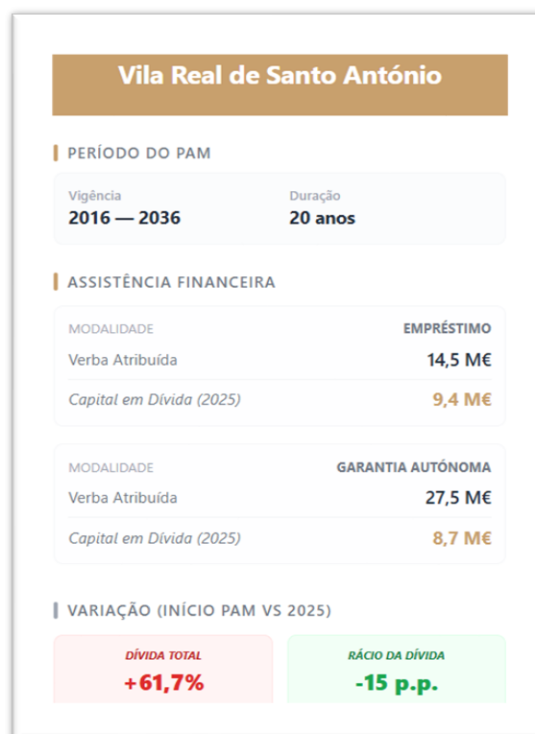 Vila Real de Santo António
PERÍODO DO PAM
Vigência Duração
2016 — 2036 20 anos
ASSISTÊNCIA FINANCEIRA
MODALIDADE EMPRÉSTIMO
Verba Atribuída 14,5 M€
Capital em Dívida (2025) 9,4 M€
MODALIDADE GARANTIA AUTÓNOMA
Verba Atribuída 27,5 M€
Capital em Dívida (2025) 8,7 M€
VARIAÇÃO (INÍCIO PAM VS 2025)
DÍVIDA TOTAL RÁCIO DA DÍVIDA
+61,7% -15 p.p.